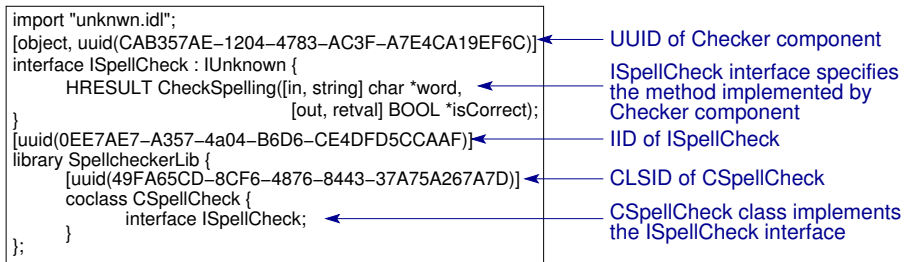 import "unknwn.idl";
[object, uuid(CAB357AE−1204−4783−AC3F−A7E4CA19EF6C)]
interface ISpellCheck : IUnknown {
HRESULT CheckSpelling([in, string] char *word,
[out, retval] BOOL *isCorrect);
}
[uuid(0EE7AE7−A357−4a04−B6D6−CE4DFD5CCAAF)]
library SpellcheckerLib {
[uuid(49FA65CD−8CF6−4876−8443−37A75A267A7D)]
coclass CSpellCheck {
interface ISpellCheck;
}
};
UUID of Checker component
ISpellCheck interface specifies
the method implemented by
Checker component
IID of ISpellCheck
CLSID of CSpellCheck
CSpellCheck class implements
the ISpellCheck interface